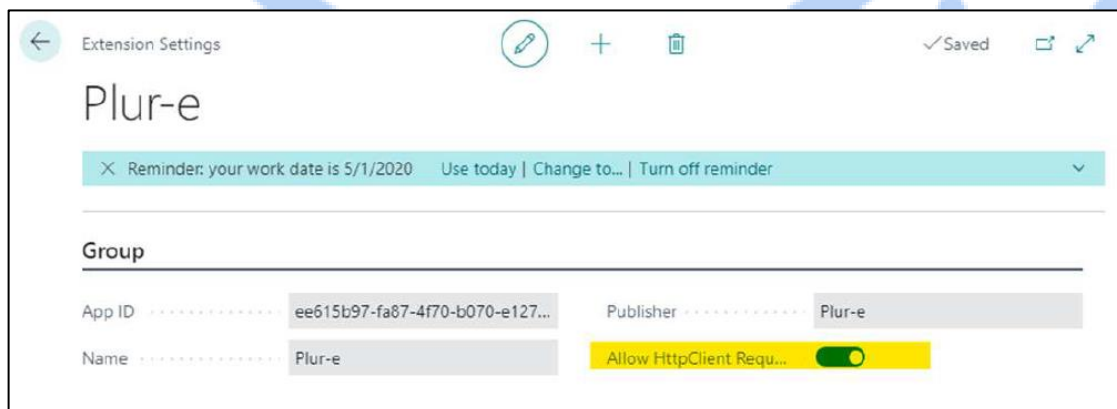 Extension Settings
✓Saved
Plur-e
Reminder: your work date is 5/1/2020 Use today | Change to... | Turn off reminder
Group
App ID ee615b97-fa87-4f70-b070-e127... Publisher Plur-e
Name Plur-e Allow HttpClient Requ...